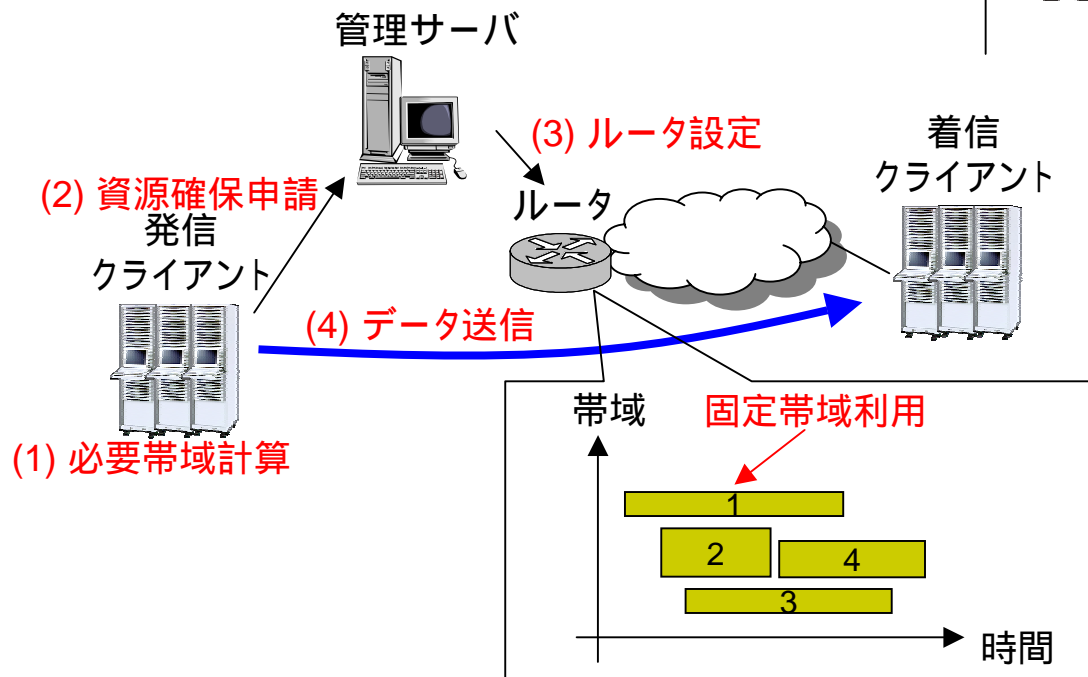 管理サーバ
(3) ルータ設定
着信
クライアント
(2) 資源確保申請
ルータ
発信
クライアント
(4) データ送信
(1) 必要帯域計算
帯域
固定帯域利用
1
2
4
3
時間